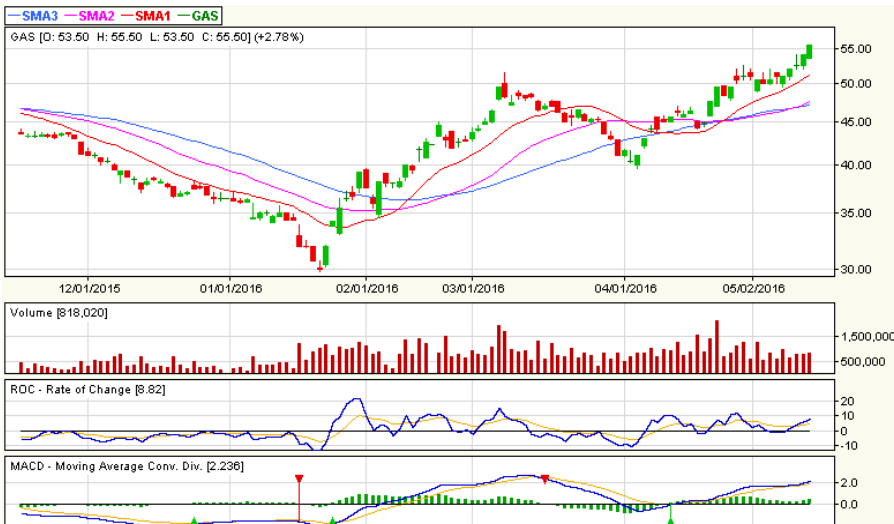 SMA3 SMA2 SMA1 GAS
GAS [O: 53.50 H: 55.50 L: 53.50 C: 55.50] (+2.78%)
55.00
50.00
45.00
40.00
35.00
30.00
12/01/2015 01/01/2016 02/01/2016 03/01/2016 04/01/2016 05/02/2016
Volume [818,020]
1,500,000
500,000
ROC - Rate of Change [8.82]
20
10
0
-10
MACD - Moving Average Conv. Div. [2.236]
2.0
0.0